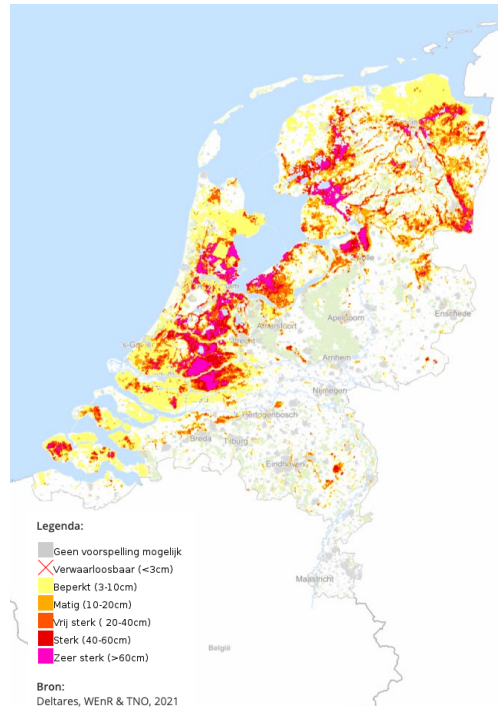 Enschede
Apeldoorn
Amersfoort
Utrecht
Arnhem
Nijmegen
Breda
Tilburg
Eindhoven
Maastricht
België
Legenda:
Geen voorspelling mogelijk
Verwaarloosbaar (<3cm)
Beperkt (3-10cm)
Matig (10-20cm)
Vrij sterk ( 20-40cm)
Sterk (40-60cm)
Zeer sterk (>60cm)
Bron:
Deltares, WEnR & TNO, 2021